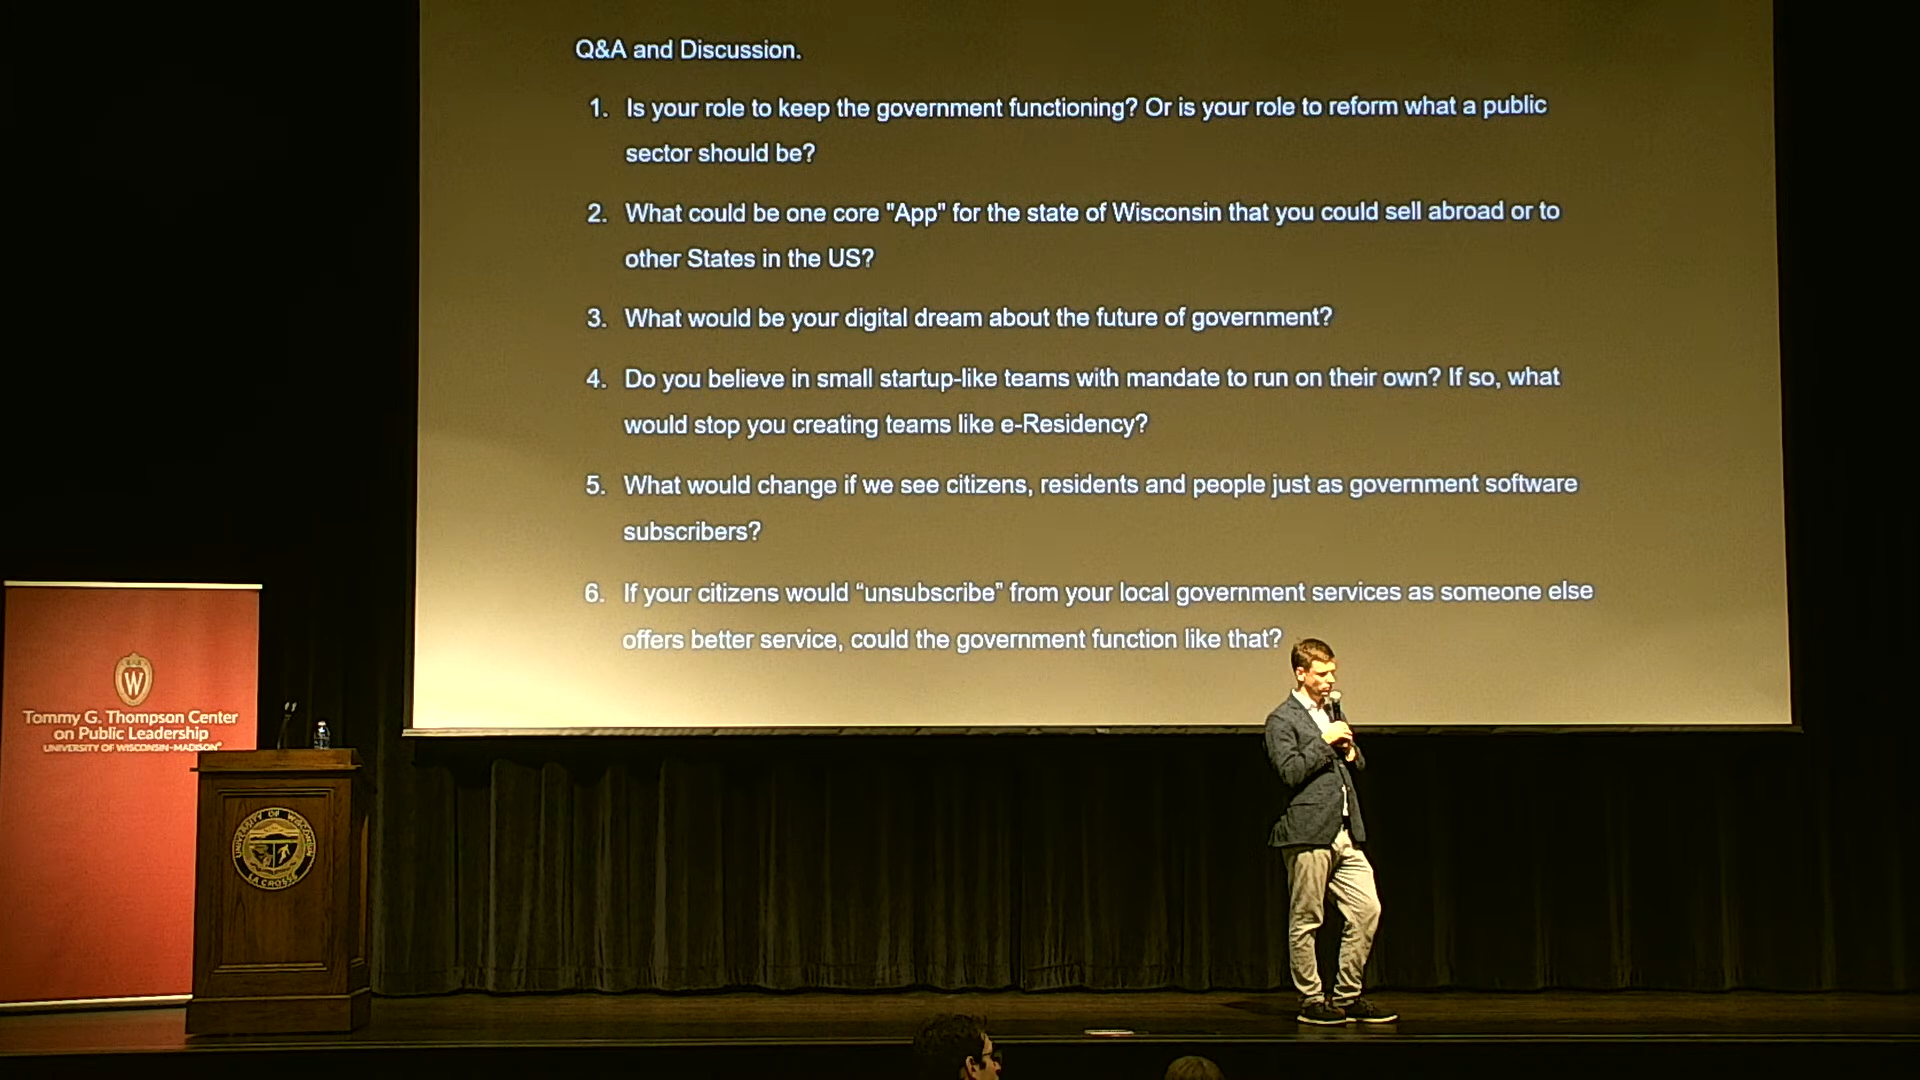 Q&A and Discussion.
1. Is your role to keep the government functioning? Or is your role to reform what a public
sector should be?
2. What could be one core "App" for the state of Wisconsin that you could sell abroad or to
other States in the US?
3. What would be your digital dream about the future of government?
4. Do you believe in small startup-like teams with mandate to run on their own? If so, what
would stop you creating teams like e-Residency?
5. What would change if we see citizens, residents and people just as government software
subscribers?
6. If your citizens would “unsubscribe” from your local government services as someone else
offers better service, could the government function like that?
W
Tommy G. Thompson Center
on Public Leadership
UNIVERSITY OF WISCONSIN-MADISON
UNIVERSITY OF WISCONSIN
LA CROSSE